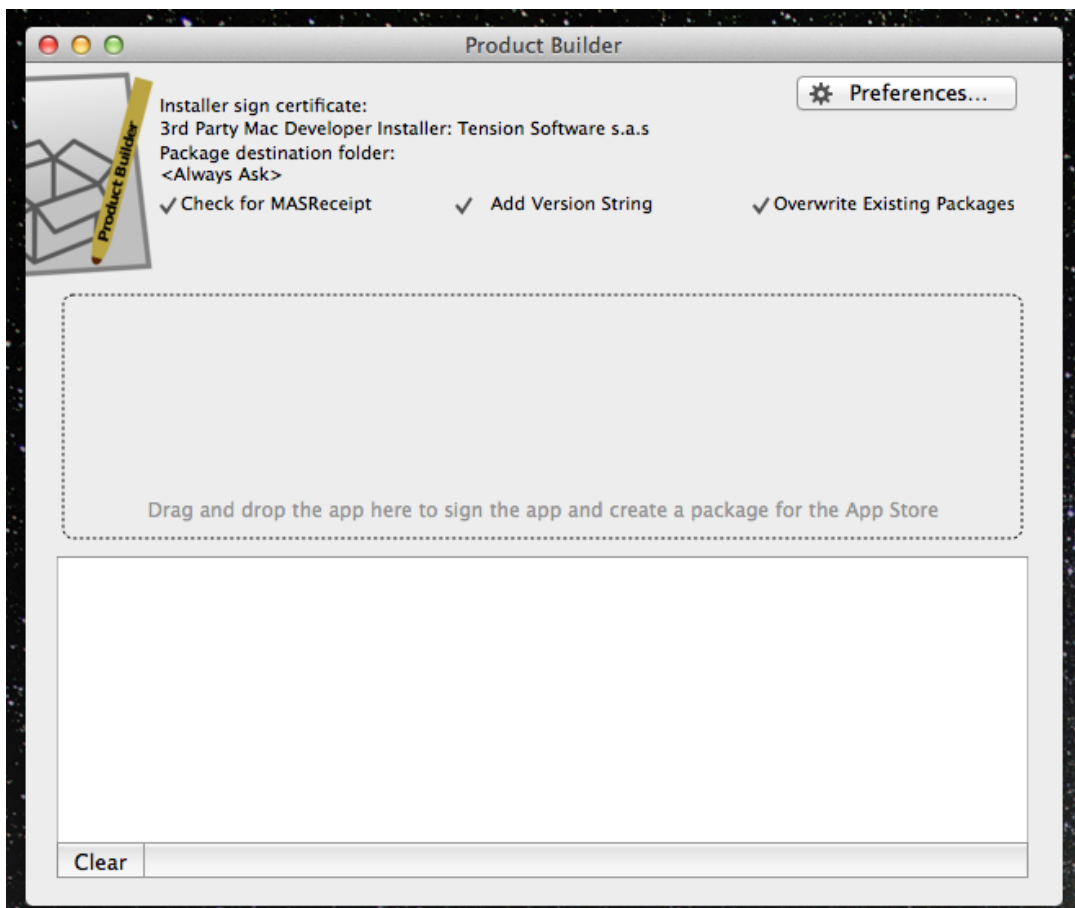 Product Builder
Preferences...
Product Builder
Installer sign certificate:
3rd Party Mac Developer Installer: Tension Software s.a.s
Package destination folder:
<Always Ask>
Check for MASReceipt
Add Version String
Overwrite Existing Packages
Drag and drop the app here to sign the app and create a package for the App Store
Clear